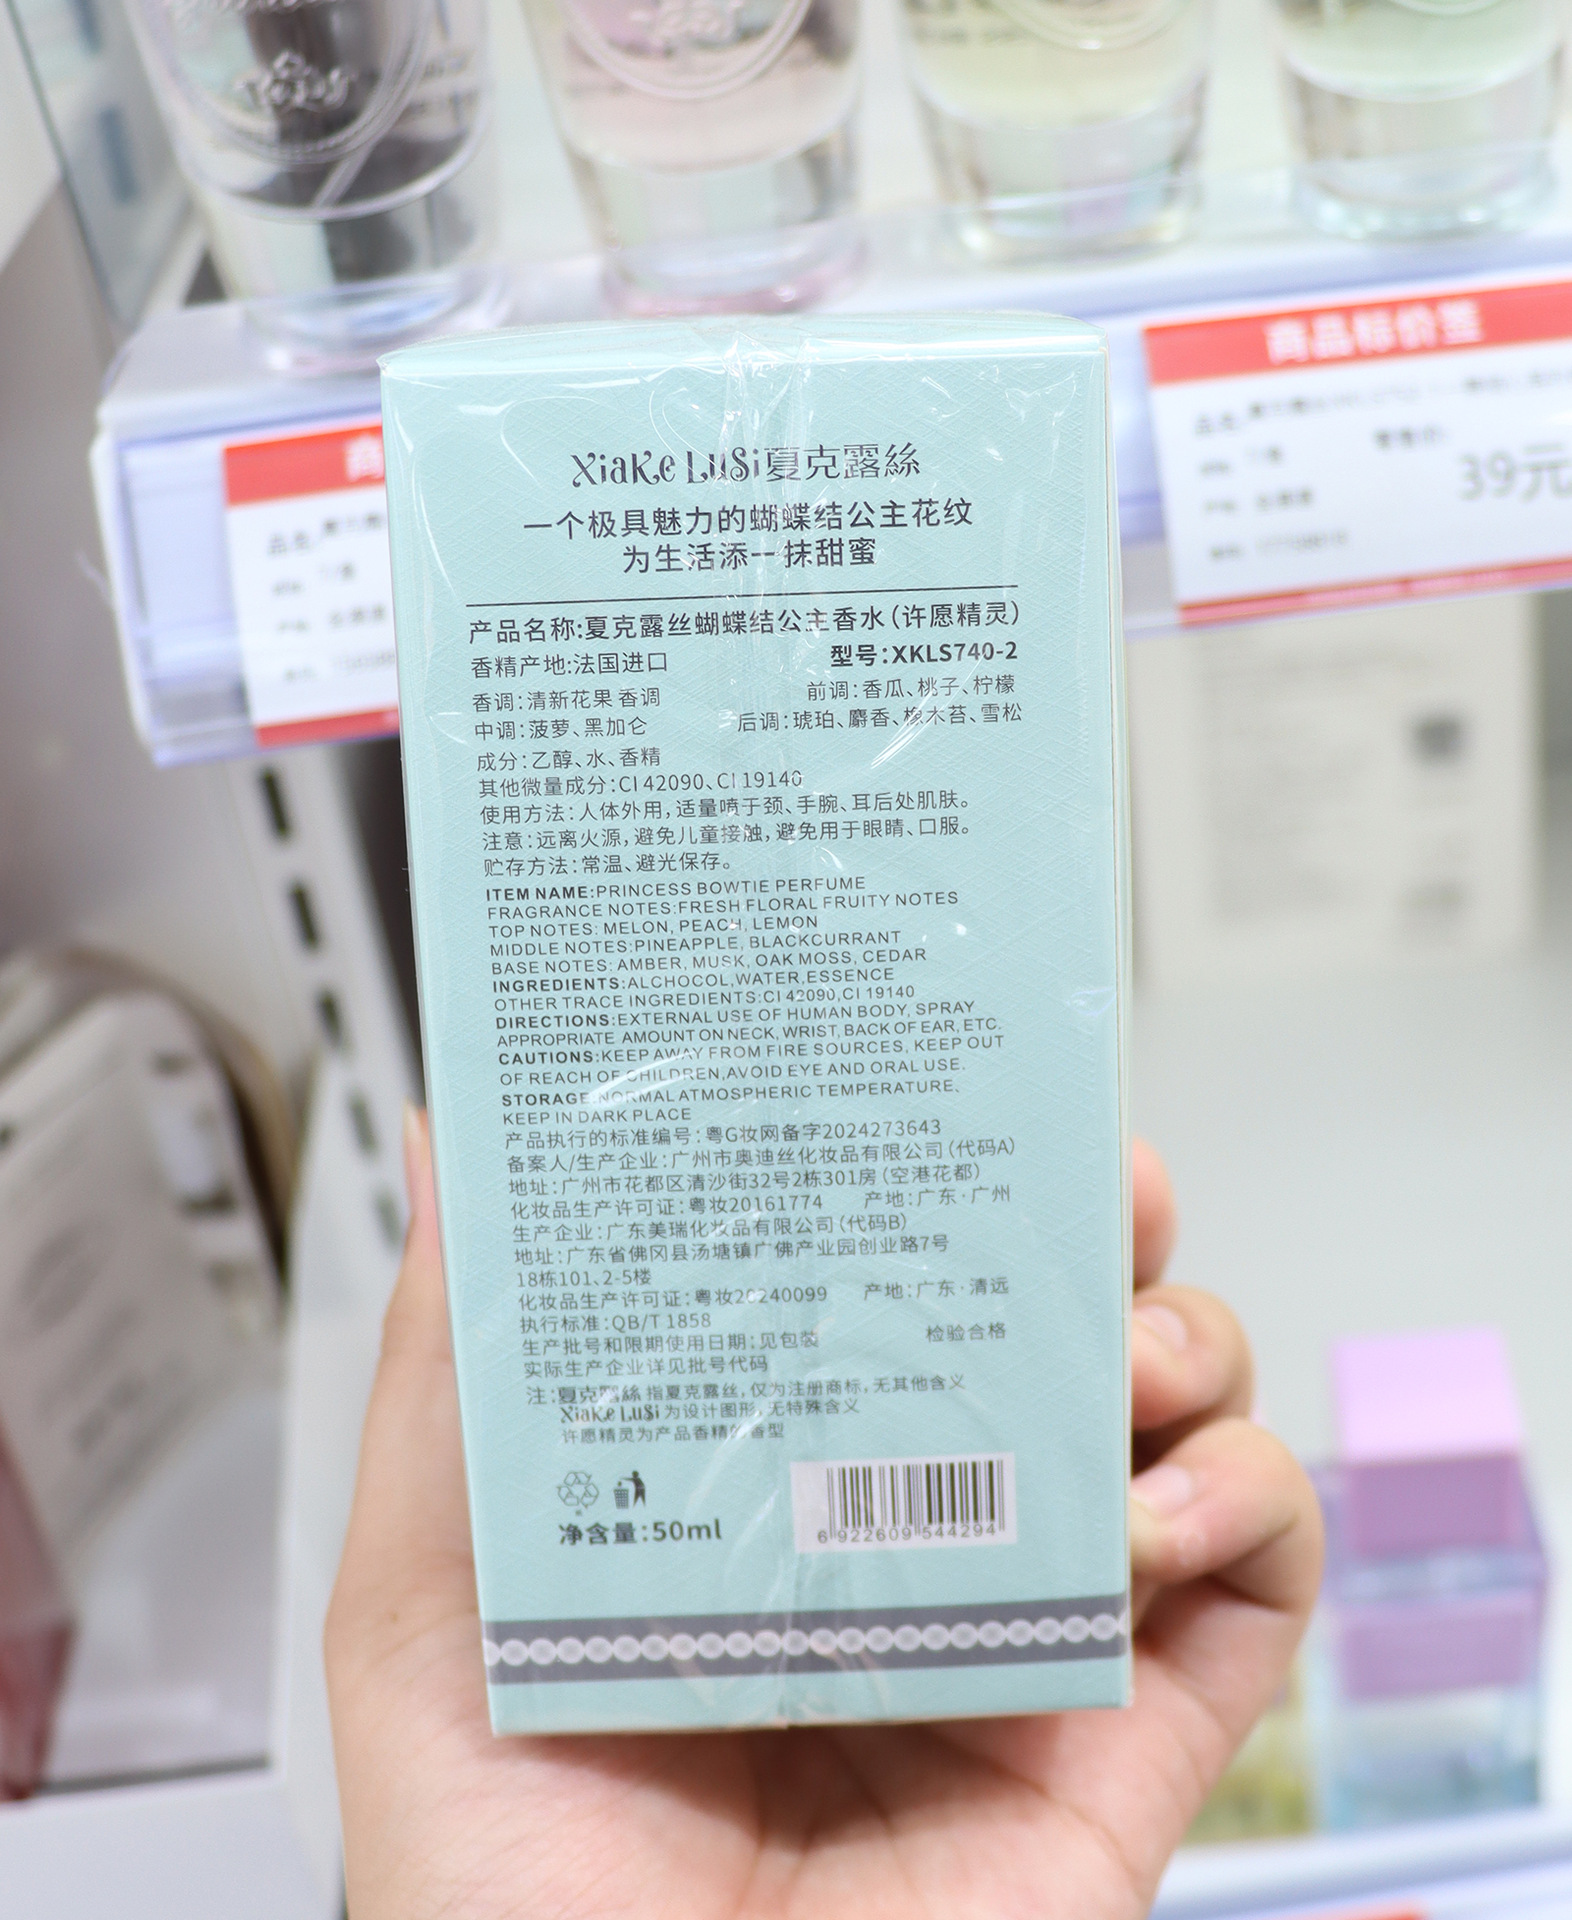 商品标价签
39元
XiaKe LuSi夏克露絲
一个极具魅力的蝴蝶结公主花纹
为生活添一抹甜蜜
产品名称:夏克露丝蝴蝶结公主香水(许愿精灵)
香精产地:法国进口 型号:XKLS740-2
香调:清新花果香调 前调:香瓜、桃子、柠檬
中调:菠萝、黑加仑 后调:琥珀、麝香、橡木苔、雪松
成分:乙醇、水、香精
其他微量成分:CI 42090、CI 19140
使用方法:人体外用,适量喷于颈、手腕、耳后处肌肤。
注意:远离火源,避免儿童接触,避免用于眼睛、口服。
贮存方法:常温、避光保存。
ITEM NAME:PRINCESS BOWTIE PERFUME
FRAGRANCE NOTES:FRESH FLORAL FRUITY NOTES
TOP NOTES: MELON, PEACH, LEMON
MIDDLE NOTES:PINEAPPLE, BLACKCURRANT
BASE NOTES: AMBER, MUSK, OAK MOSS, CEDAR
INGREDIENTS:ALCHOCOL,WATER,ESSENCE
OTHER TRACE INGREDIENTS:CI 42090,CI 19140
DIRECTIONS:EXTERNAL USE OF HUMAN BODY, SPRAY
APPROPRIATE AMOUNT ON NECK, WRIST, BACK OF EAR, ETC.
CAUTIONS:KEEP AWAY FROM FIRE SOURCES, KEEP OUT
OF REACH OF CHILDREN,AVOID EYE AND ORAL USE.
STORAGE:NORMAL ATMOSPHERIC TEMPERATURE、
KEEP IN DARK PLACE
产品执行的标准编号:粤G妆网备字2024273643
备案人/生产企业:广州市奥迪丝化妆品有限公司(代码A)
地址:广州市花都区清沙街32号2栋301房(空港花都)
化妆品生产许可证:粤妆20161774 产地:广东·广州
生产企业:广东美瑞化妆品有限公司(代码B)
地址:广东省佛冈县汤塘镇广佛产业园创业路7号
18栋101、2-5楼
化妆品生产许可证:粤妆20240099 产地:广东·清远
执行标准:QB/T 1858
生产批号和限期使用日期:见包装 检验合格
实际生产企业详见批号代码
注:夏克露絲 指夏克露丝,仅为注册商标,无其他含义
XiaKe LuSi 为设计图形,无特殊含义
许愿精灵为产品香精的香型
净含量:50ml
6 922609 544294